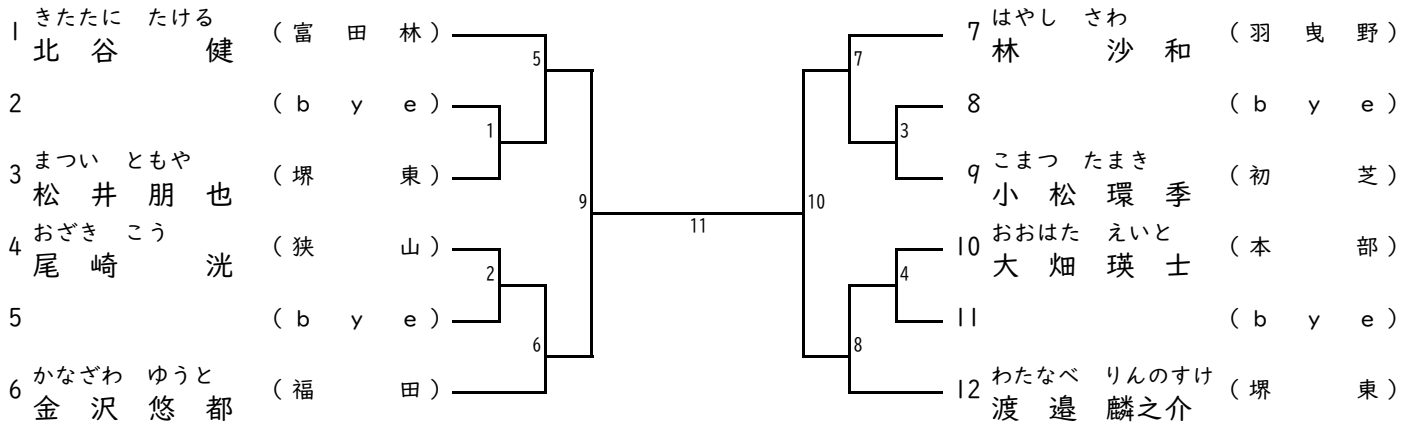 きたたに たける
1 北谷 健 (富田林)
2 (bye)
まつい ともや
3 松井朋也 (堺東)
おざき こう
4 尾崎 洸 (狭山)
5 (bye)
かなざわ ゆうと
6 金沢悠都 (福田)
5
1
9
2
6
11
7
3
10
4
8
はやし さわ
7 林 沙和 (羽曳野)
8 (bye)
こまつ たまき
9 小松環季 (初芝)
おおはた えいと
10 大畑瑛士 (本部)
11 (bye)
わたなべ りんのすけ
12 渡邉麟之介 (堺東)